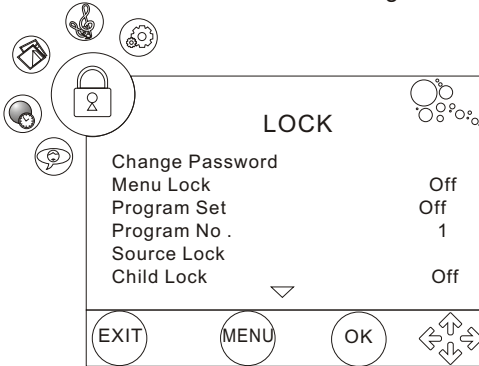 LOCK
Change Password
Menu Lock Off
Program Set Off
Program No . 1
Source Lock
Child Lock Off
EXIT MENU OK